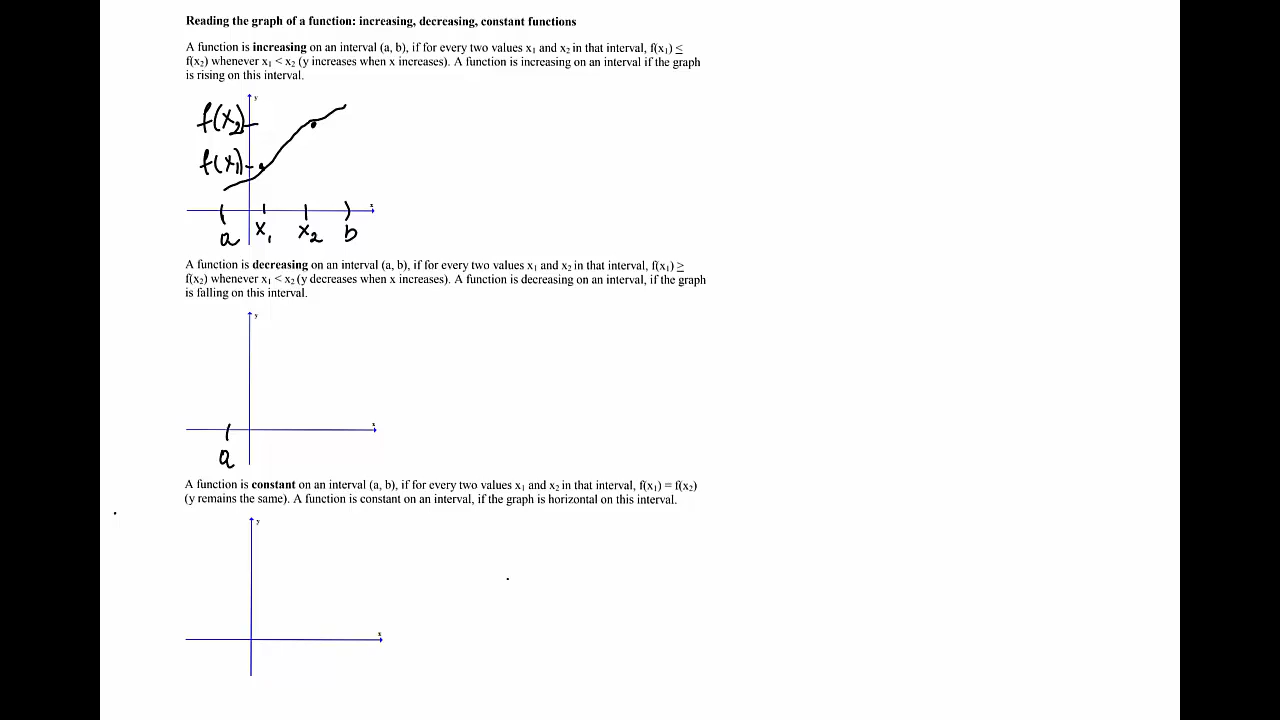 Reading the graph of a function: increasing, decreasing, constant functions
A function is increasing on an interval (a, b), if for every two values x₁ and x₂ in that interval, f(x₁) ≤
f(x₂) whenever x₁ < x₂ (y increases when x increases). A function is increasing on an interval if the graph
is rising on this interval.
y
f(x₂)
f(x₁)
x
a x₁ x₂ b
A function is decreasing on an interval (a, b), if for every two values x₁ and x₂ in that interval, f(x₁) ≥
f(x₂) whenever x₁ < x₂ (y decreases when x increases). A function is decreasing on an interval, if the graph
is falling on this interval.
y
x
a
A function is constant on an interval (a, b), if for every two values x₁ and x₂ in that interval, f(x₁) = f(x₂)
(y remains the same). A function is constant on an interval, if the graph is horizontal on this interval.
y
x